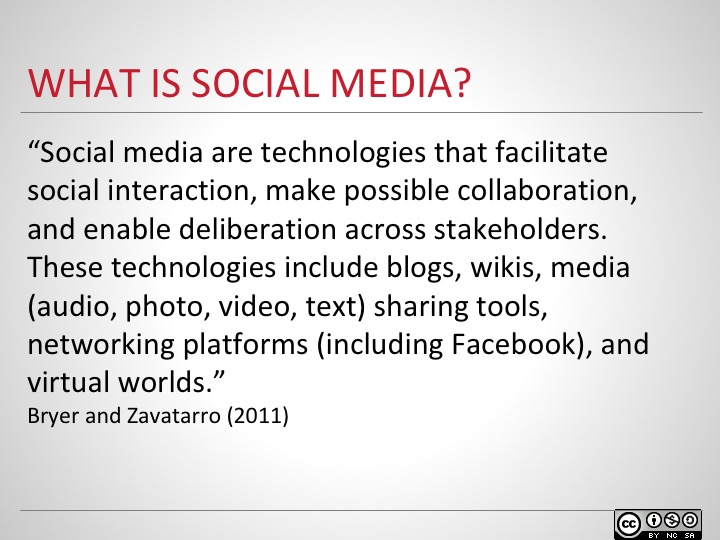 WHAT IS SOCIAL MEDIA?
“Social media are technologies that facilitate
social interaction, make possible collaboration,
and enable deliberation across stakeholders.
These technologies include blogs, wikis, media
(audio, photo, video, text) sharing tools,
networking platforms (including Facebook), and
virtual worlds.”
Bryer and Zavatarro (2011)
cc
BY NC SA